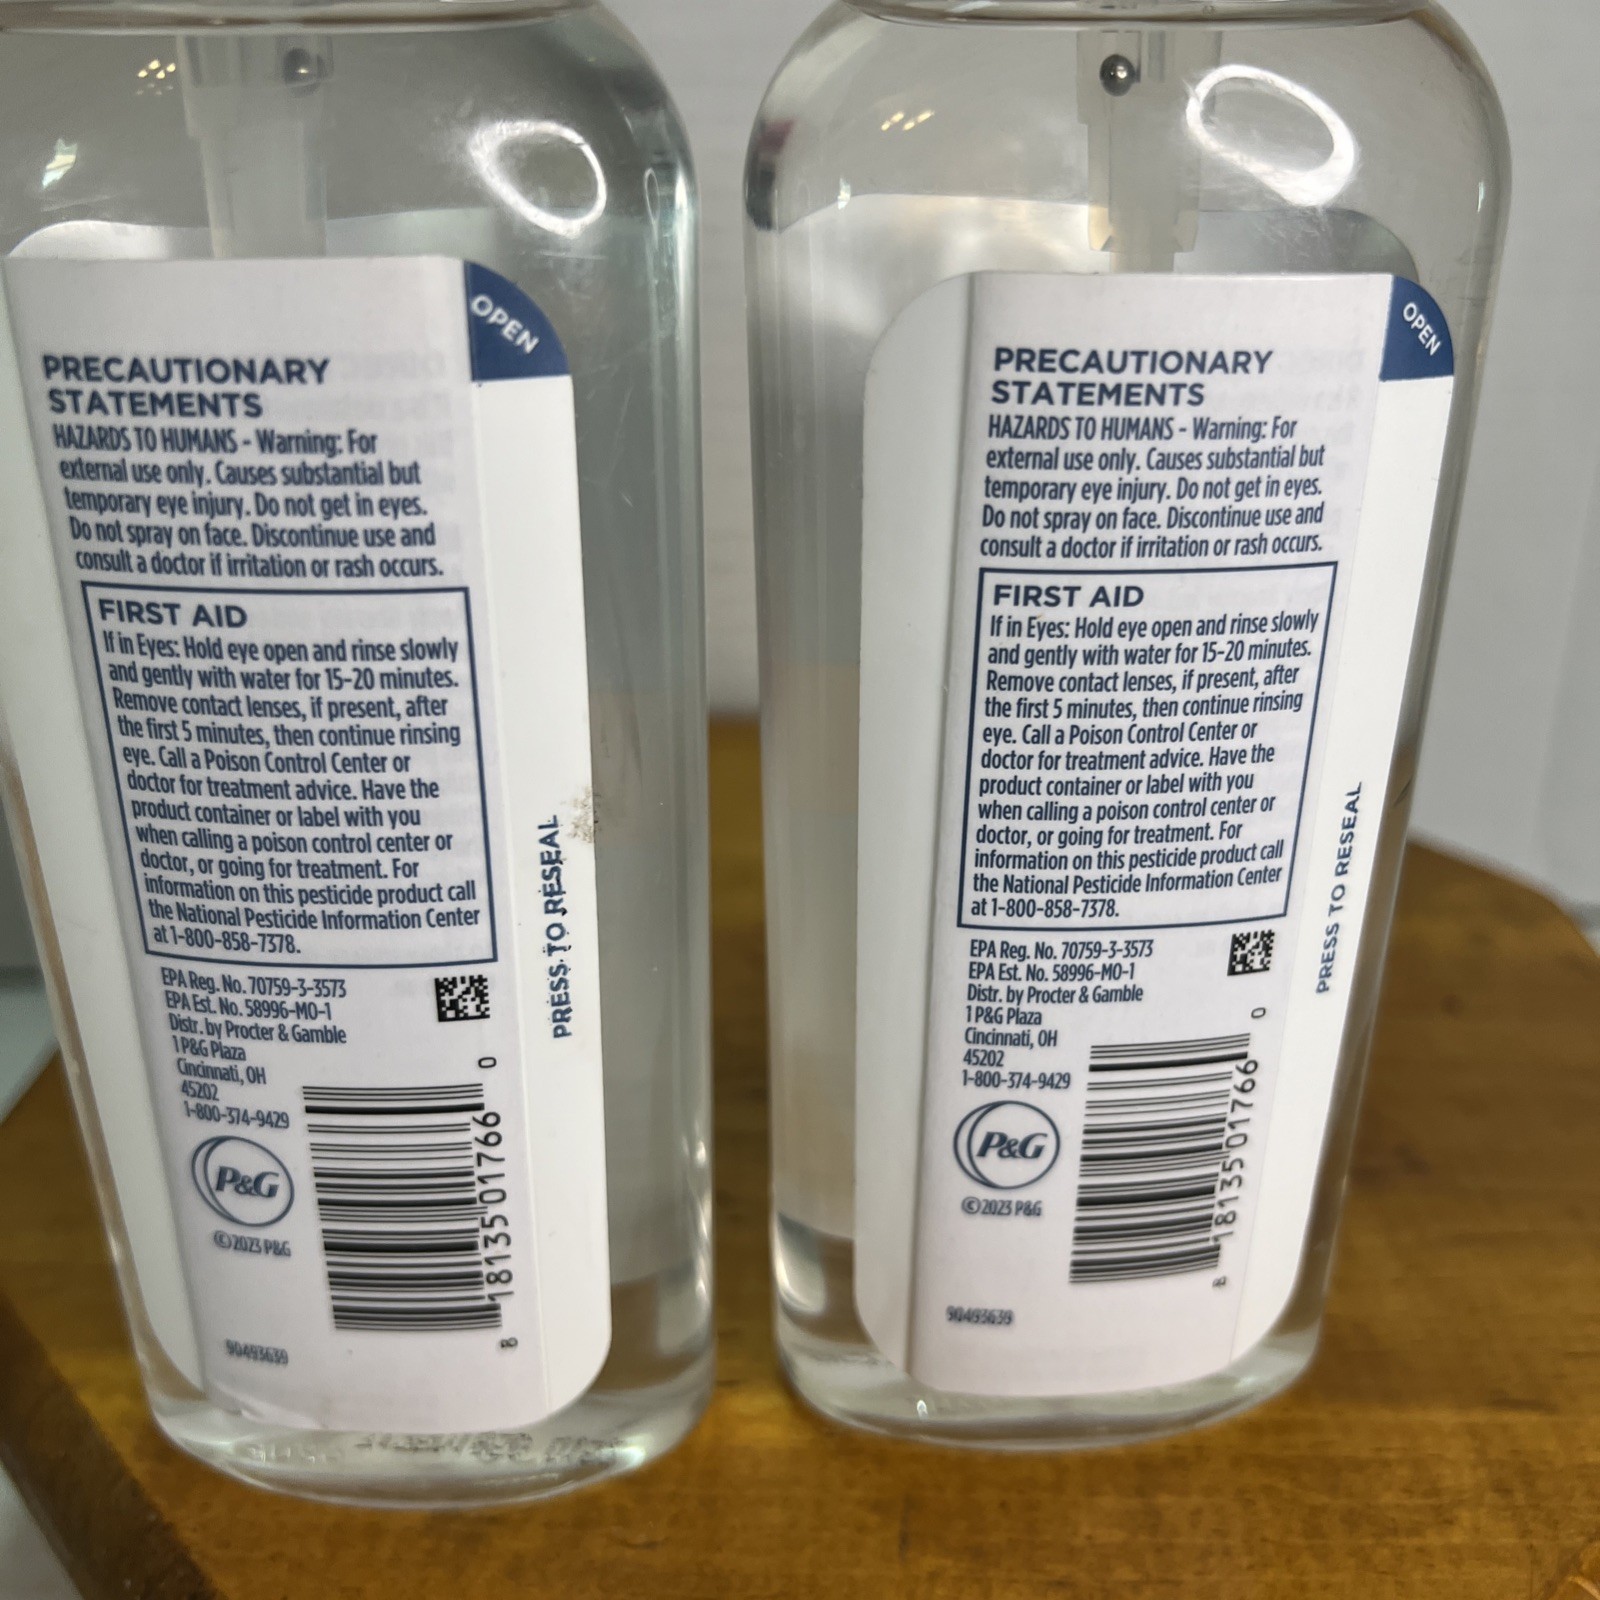 OPEN
PRECAUTIONARY
STATEMENTS
HAZARDS TO HUMANS - Warning: For
external use only. Causes substantial but
temporary eye injury. Do not get in eyes.
Do not spray on face. Discontinue use and
consult a doctor if irritation or rash occurs.
FIRST AID
If in Eyes: Hold eye open and rinse slowly
and gently with water for 15-20 minutes.
Remove contact lenses, if present, after
the first 5 minutes, then continue rinsing
eye. Call a Poison Control Center or
doctor for treatment advice. Have the
product container or label with you
when calling a poison control center or
doctor, or going for treatment. For
information on this pesticide product call
the National Pesticide Information Center
at 1-800-858-7378.
EPA Reg. No. 70759-3-3573
EPA Est. No. 58996-MO-1
Distr. by Procter & Gamble
1 P&G Plaza
Cincinnati, OH
45202
1-800-374-9429
P&G
©2023 P&G
90493639
8 18135 01766 0
PRESS TO RESEAL
OPEN
PRECAUTIONARY
STATEMENTS
HAZARDS TO HUMANS - Warning: For
external use only. Causes substantial but
temporary eye injury. Do not get in eyes.
Do not spray on face. Discontinue use and
consult a doctor if irritation or rash occurs.
FIRST AID
If in Eyes: Hold eye open and rinse slowly
and gently with water for 15-20 minutes.
Remove contact lenses, if present, after
the first 5 minutes, then continue rinsing
eye. Call a Poison Control Center or
doctor for treatment advice. Have the
product container or label with you
when calling a poison control center or
doctor, or going for treatment. For
information on this pesticide product call
the National Pesticide Information Center
at 1-800-858-7378.
EPA Reg. No. 70759-3-3573
EPA Est. No. 58996-MO-1
Distr. by Procter & Gamble
1 P&G Plaza
Cincinnati, OH
45202
1-800-374-9429
P&G
©2023 P&G
90493639
8 18135 01766 0
PRESS TO RESEAL